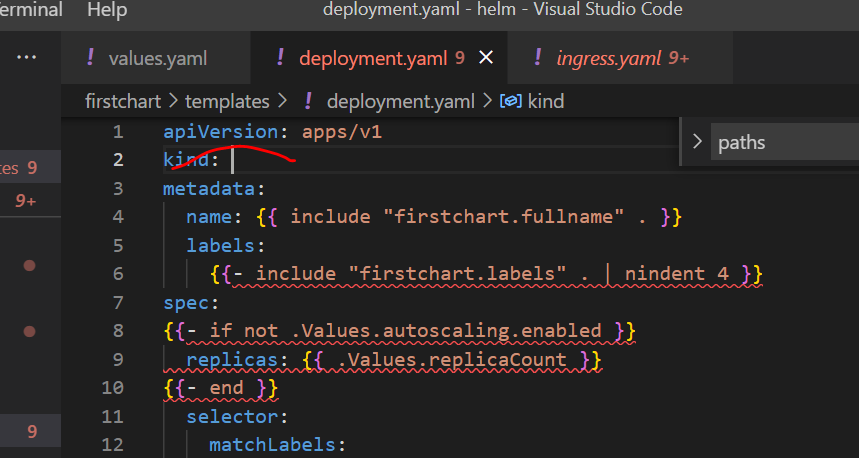 erminal Help deployment.yaml - helm - Visual Studio Code
··· ! values.yaml ! deployment.yaml 9 × ! ingress.yaml 9+
firstchart > templates > ! deployment.yaml > kind
1 apiVersion: apps/v1
> paths
tes 9 2 kind:
9+ 3 metadata:
4 name: {{ include "firstchart.fullname" . }}
5 labels:
6 {{- include "firstchart.labels" . | nindent 4 }}
7 spec:
8 {{- if not .Values.autoscaling.enabled }}
9 replicas: {{ .Values.replicaCount }}
10 {{- end }}
9 11 selector:
12 matchLabels: